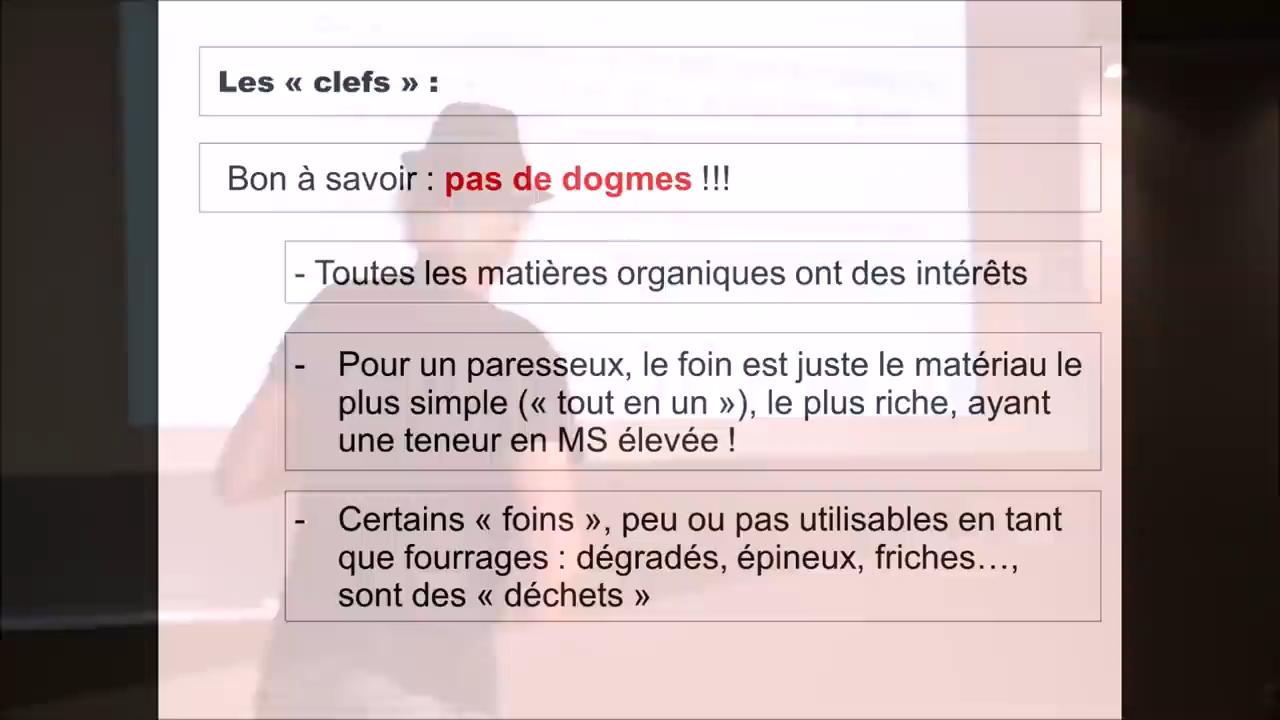 Les « clefs » :
Bon à savoir : pas de dogmes !!!
- Toutes les matières organiques ont des intérêts
- Pour un paresseux, le foin est juste le matériau le
plus simple (« tout en un »), le plus riche, ayant
une teneur en MS élevée !
- Certains « foins », peu ou pas utilisables en tant
que fourrages : dégradés, épineux, friches…,
sont des « déchets »